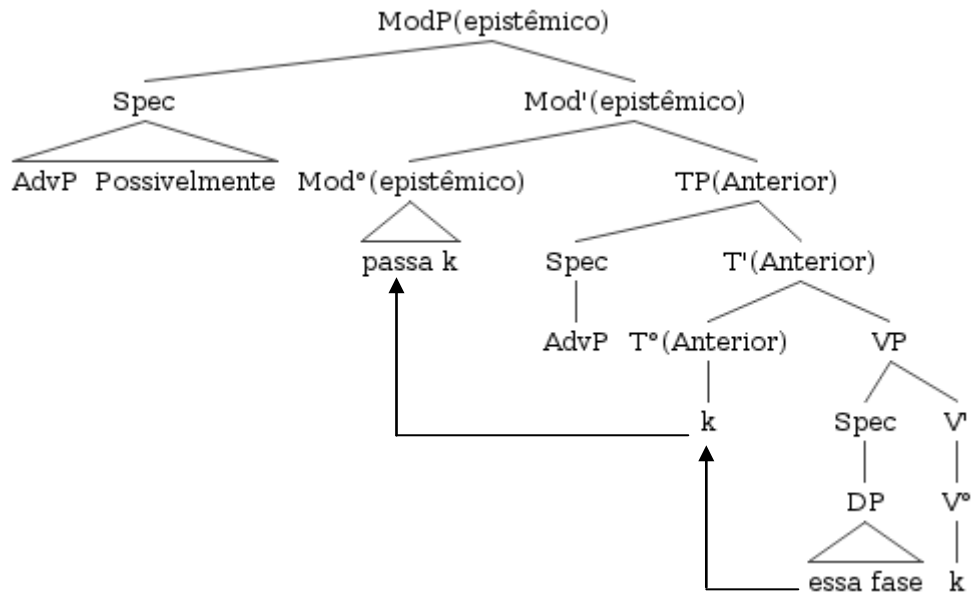 ModP(epistêmico)
Spec Mod'(epistêmico)
AdvP Possivelmente Mod°(epistêmico) TP(Anterior)
passa k Spec T'(Anterior)
AdvP T°(Anterior) VP
k Spec V'
DP V°
essa fase k